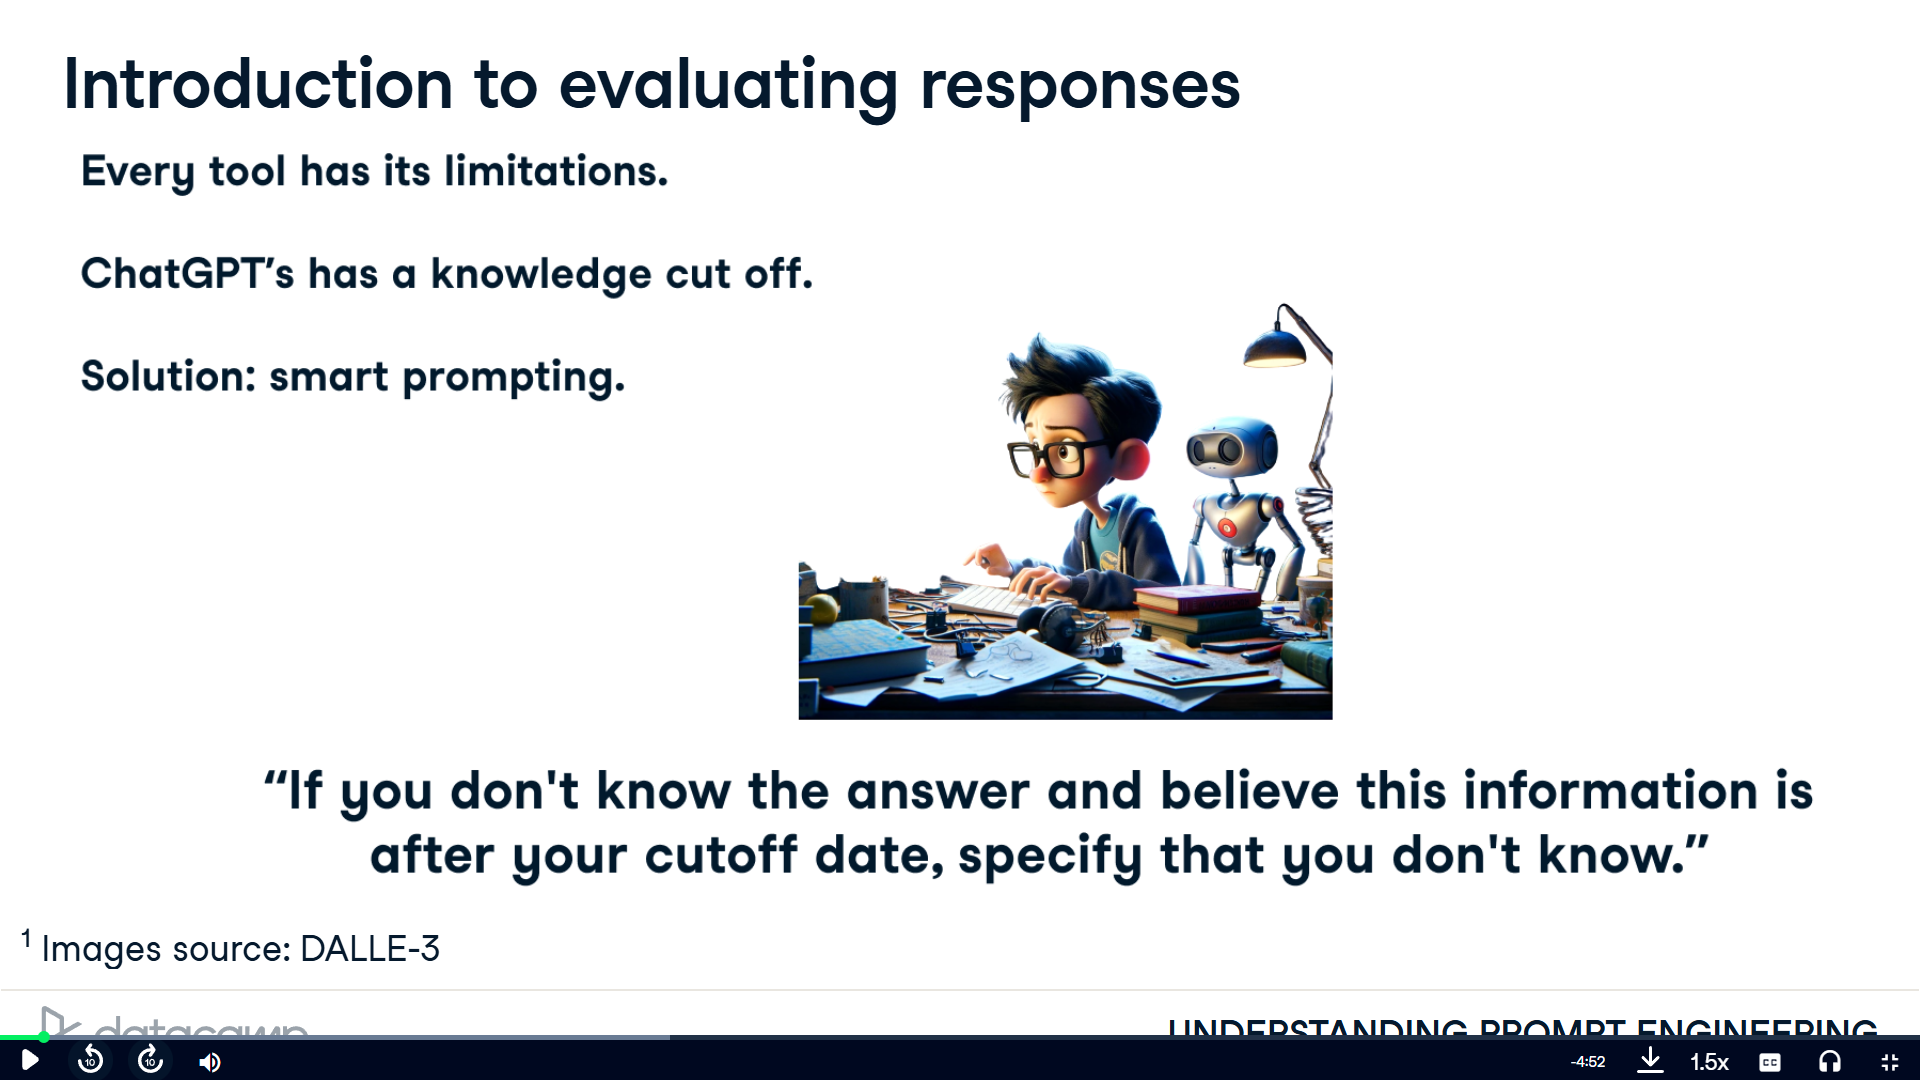 Introduction to evaluating responses
Every tool has its limitations.
ChatGPT’s has a knowledge cut off.
Solution: smart prompting.
“If you don't know the answer and believe this information is
after your cutoff date, specify that you don't know.”
1 Images source: DALLE-3
datacamp
UNDERSTANDING PROMPT ENGINEERING
10
10
-4:52
1.5x
CC